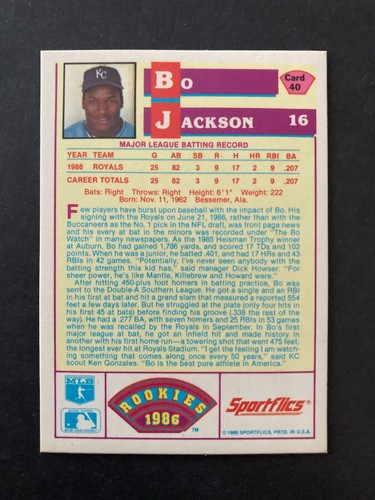 KC
BO
JACKSON
Card
40
16
MAJOR LEAGUE BATTING RECORD
YEAR TEAM G AB SB R H HR RBI BA
1986 ROYALS 25 82 3 9 17 2 9 .207
CAREER TOTALS 25 82 3 9 17 2 9 .207
Bats: Right Throws: Right Height: 6'1" Weight: 222
Born: Nov. 11, 1962 Bessemer, Ala.
Few players have burst upon baseball with the impact of Bo. His
signing with the Royals on June 21, 1986, rather than with the
Buccaneers as the No. 1 pick in the NFL draft, was front page news
and his every at bat in the minors was recorded under "The Bo
Watch" in many newspapers. As the 1985 Heisman Trophy winner
at Auburn, Bo had gained 1,786 yards, and scored 17 TDs and 102
points. When he was a junior, he batted .401, and had 17 HRs and 43
RBIs in 42 games. "Potentially, I've never seen anybody with the
batting strength this kid has," said manager Dick Howser. "For
sheer power, he's like Mantle, Killebrew and Howard were."
After hitting 450-plus foot homers in batting practice, Bo was
sent to Double-A Southern League. He got a single and an RBI
in his first at bat and hit a grand slam that measured a reported 554
feet a few days later. But he struggled at the plate (only four hits in
his first 45 at bats) before finding his groove (.338 the rest of the
way). He had a .277 BA, with seven homers and 25 RBIs in 53 games
when he was recalled by the Royals in September. In Bo's first
major league at bat, he got an infield hit and made history in
another with his first home run—a towering shot that went 475 feet,
the longest ever hit at Royals Stadium. "I get the feeling I am watch-
ing something that comes along once every 50 years," said KC
scout Ken Gonzales. "Bo is the best pure athlete in America."
MLB
ROOKIES
1986
TM
Sportflics
©1986 SPORTFLICS, PRTD. IN U.S.A.